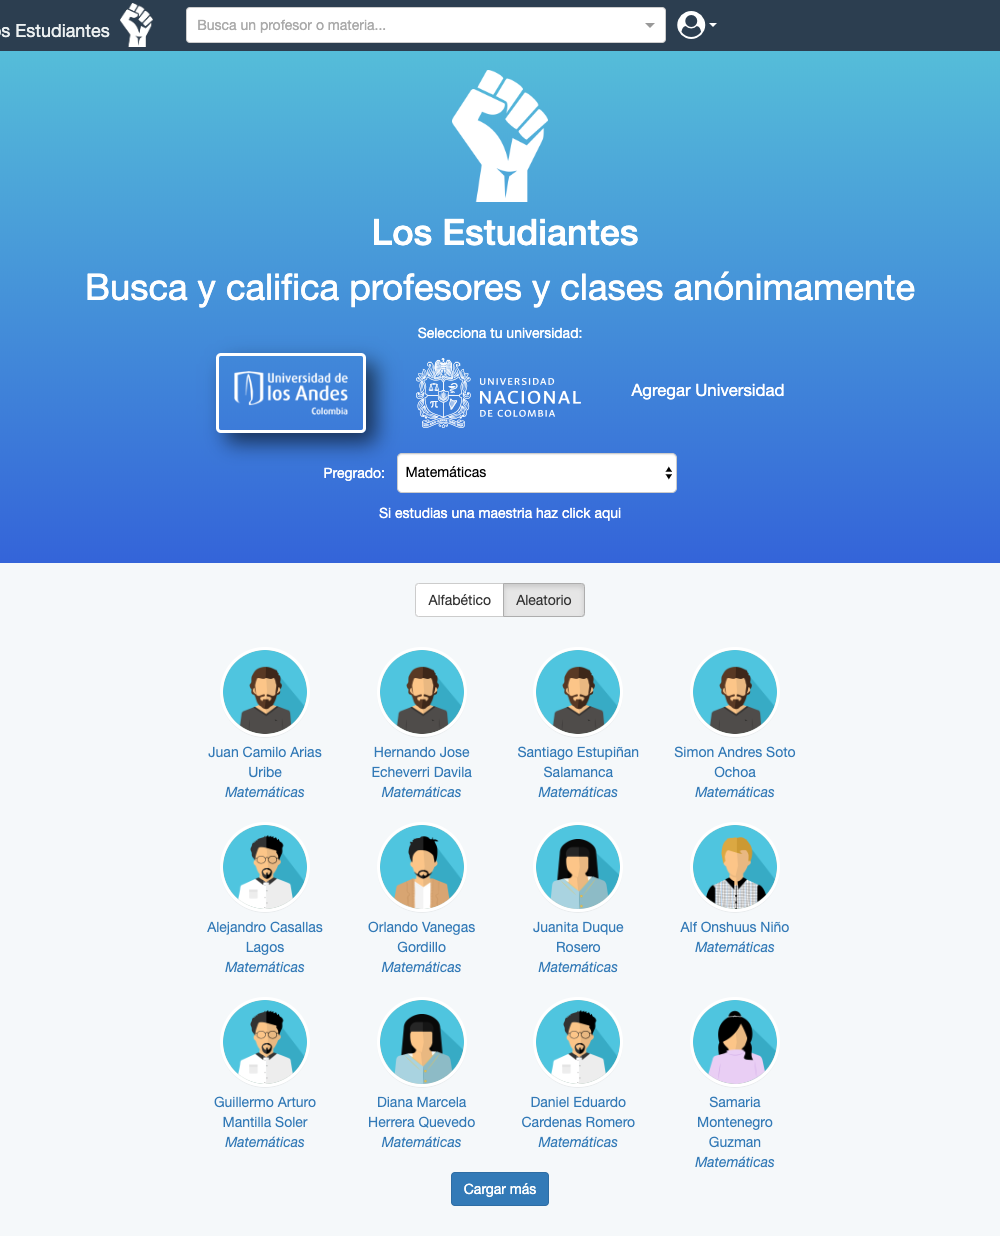 s Estudiantes
Busca un profesor o materia...
Los Estudiantes
Busca y califica profesores y clases anónimamente
Selecciona tu universidad:
Universidad de
los Andes
Colombia
UNIVERSIDAD
NACIONAL
DE COLOMBIA
Agregar Universidad
Pregrado:
Matemáticas
Si estudias una maestria haz click aqui
Alfabético
Aleatorio
Juan Camilo Arias
Uribe
Matemáticas
Hernando Jose
Echeverri Davila
Matemáticas
Santiago Estupiñan
Salamanca
Matemáticas
Simon Andres Soto
Ochoa
Matemáticas
Alejandro Casallas
Lagos
Matemáticas
Orlando Vanegas
Gordillo
Matemáticas
Juanita Duque
Rosero
Matemáticas
Alf Onshuus Niño
Matemáticas
Guillermo Arturo
Mantilla Soler
Matemáticas
Diana Marcela
Herrera Quevedo
Matemáticas
Daniel Eduardo
Cardenas Romero
Matemáticas
Samaria
Montenegro
Guzman
Matemáticas
Cargar más